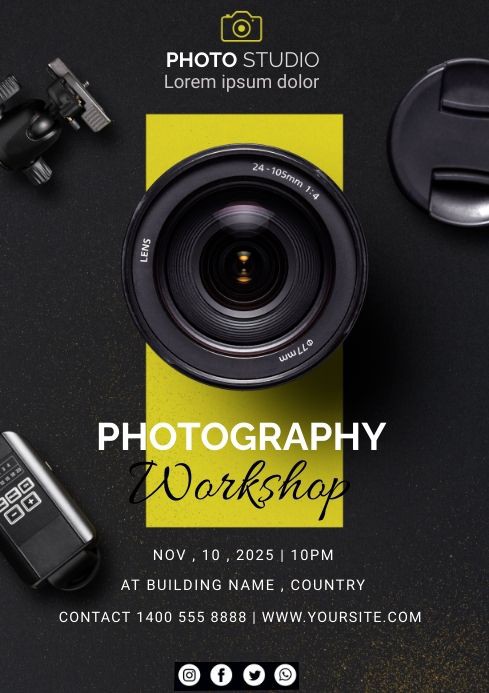 PHOTO STUDIO
Lorem ipsum dolor
24-105mm 1:4
LENS
ϕ77mm
PHOTOGRAPHY
Workshop
NOV , 10 , 2025 | 10PM
AT BUILDING NAME , COUNTRY
CONTACT 1400 555 8888 | WWW.YOURSITE.COM